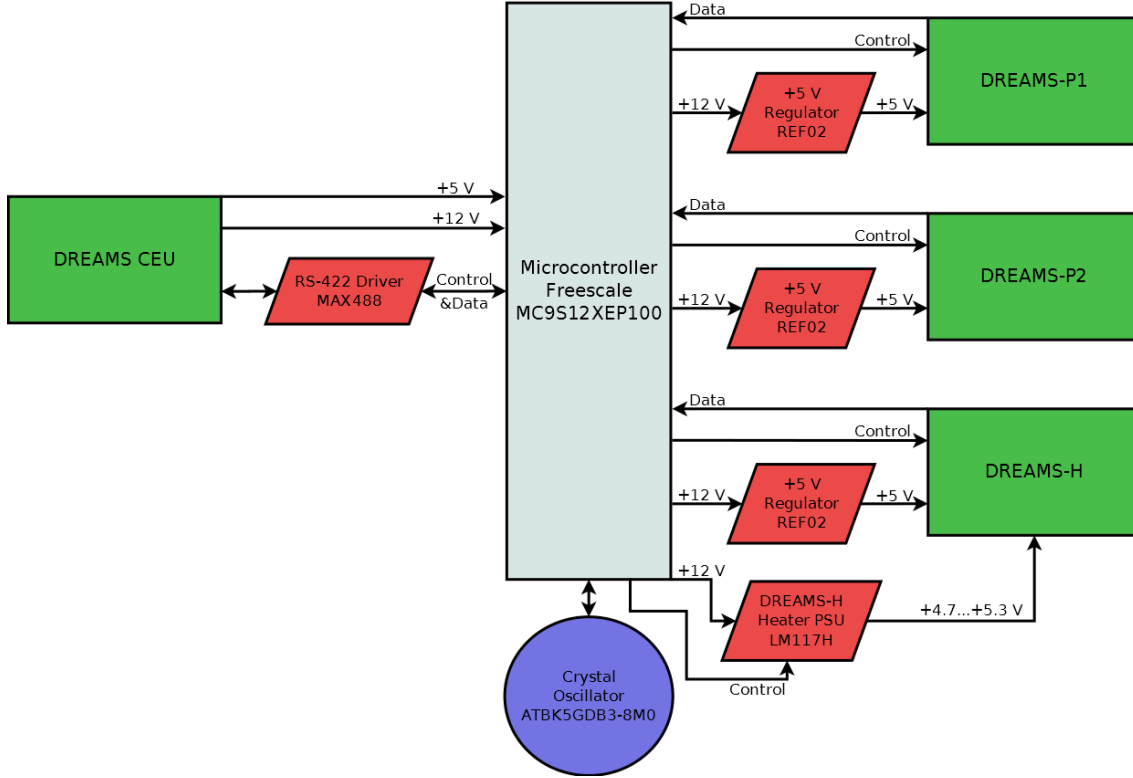 Data
Control
+12 V
+5 V
Regulator
REF02
+5 V
DREAMS-P1
+5 V
+12 V
DREAMS CEU
RS-422 Driver
MAX488
Control
&Data
Microcontroller
Freescale
MC9S12XEP100
Data
Control
+12 V
+5 V
Regulator
REF02
+5 V
DREAMS-P2
Data
Control
+12 V
+5 V
Regulator
REF02
+5 V
DREAMS-H
+12 V
DREAMS-H
Heater PSU
LM117H
+4.7...+5.3 V
Control
Crystal
Oscillator
ATBK5GDB3-8M0